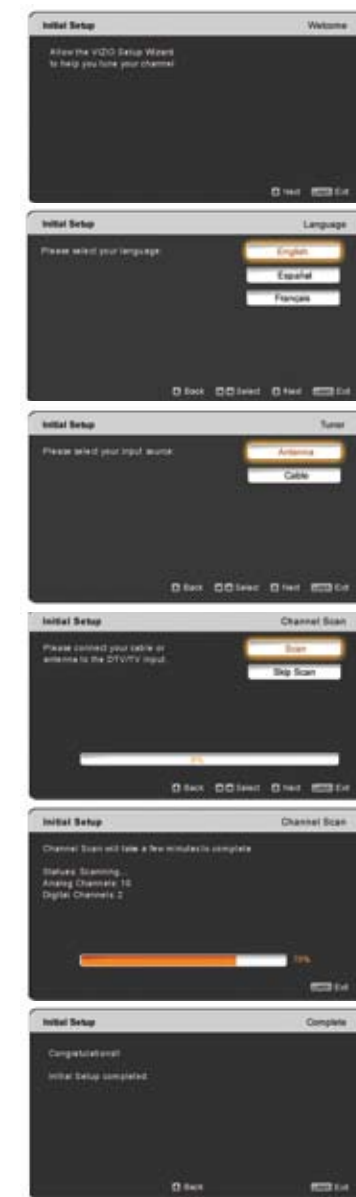 Initial Setup Welcome
Allow the VIZIO Setup Wizard
to help you tune your channel
Next Exit
Initial Setup Language
Please select your language: English
Español
Français
Back Select Next Exit
Initial Setup Tuner
Please select your input source: Antenna
Cable
Back Select Next Exit
Initial Setup Channel Scan
Please connect your cable or
antenna to the DTV/TV input. Scan
Skip Scan
0%
Back Select Next Exit
Initial Setup Channel Scan
Channel Scan will take a few minutes to complete
Statues: Scanning...
Analog Channels: 10
Digital Channels: 2
Exit
Initial Setup Complete
Congratulations!!
Initial Setup completed.
Back Exit